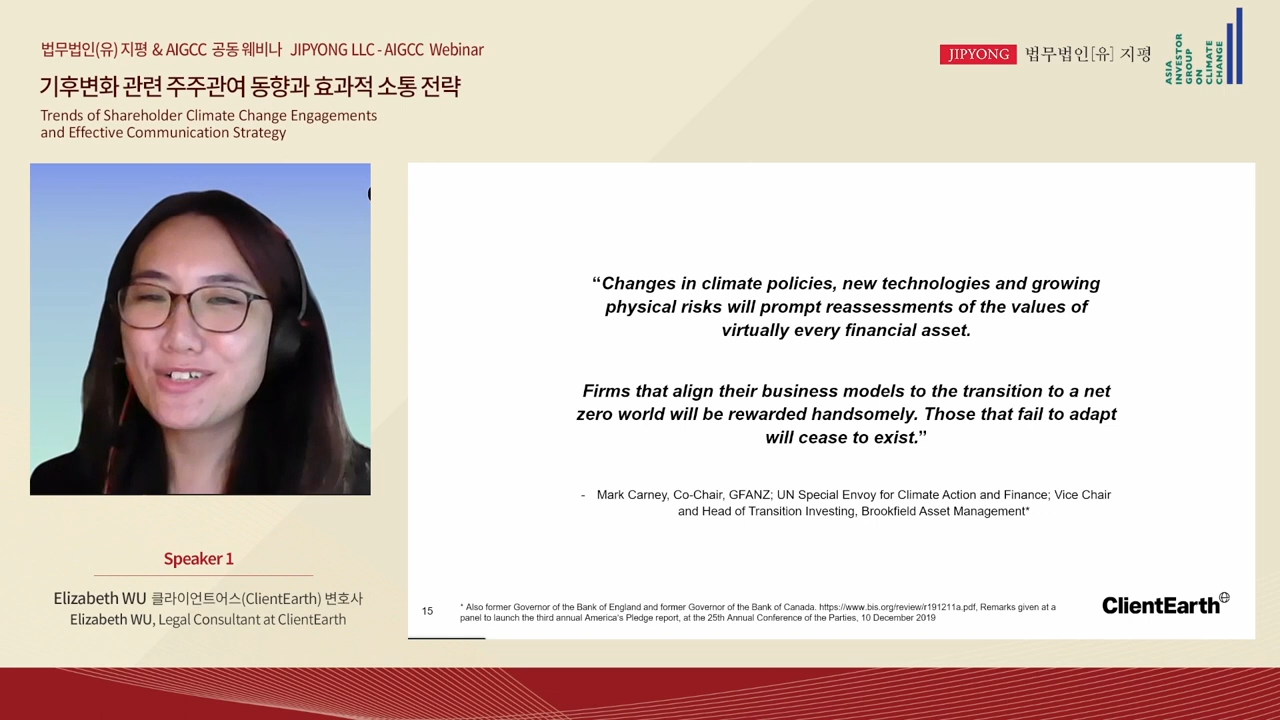 법무법인(유) 지평 & AIGCC 공동 웨비나 JIPYONG LLC - AIGCC Webinar
기후변화 관련 주주관여 동향과 효과적 소통 전략
Trends of Shareholder Climate Change Engagements
and Effective Communication Strategy
JIPYONG 법무법인[유] 지평
ASIA
INVESTOR
GROUP
ON
CLIMATE
CHANGE
“Changes in climate policies, new technologies and growing
physical risks will prompt reassessments of the values of
virtually every financial asset.
Firms that align their business models to the transition to a net
zero world will be rewarded handsomely. Those that fail to adapt
will cease to exist.”
- Mark Carney, Co-Chair, GFANZ; UN Special Envoy for Climate Action and Finance; Vice Chair
and Head of Transition Investing, Brookfield Asset Management*
15
* Also former Governor of the Bank of England and former Governor of the Bank of Canada. https://www.bis.org/review/r191211a.pdf, Remarks given at a
panel to launch the third annual America's Pledge report, at the 25th Annual Conference of the Parties, 10 December 2019
ClientEarth
Speaker 1
Elizabeth WU 클라이언트어스(ClientEarth) 변호사
Elizabeth WU, Legal Consultant at ClientEarth